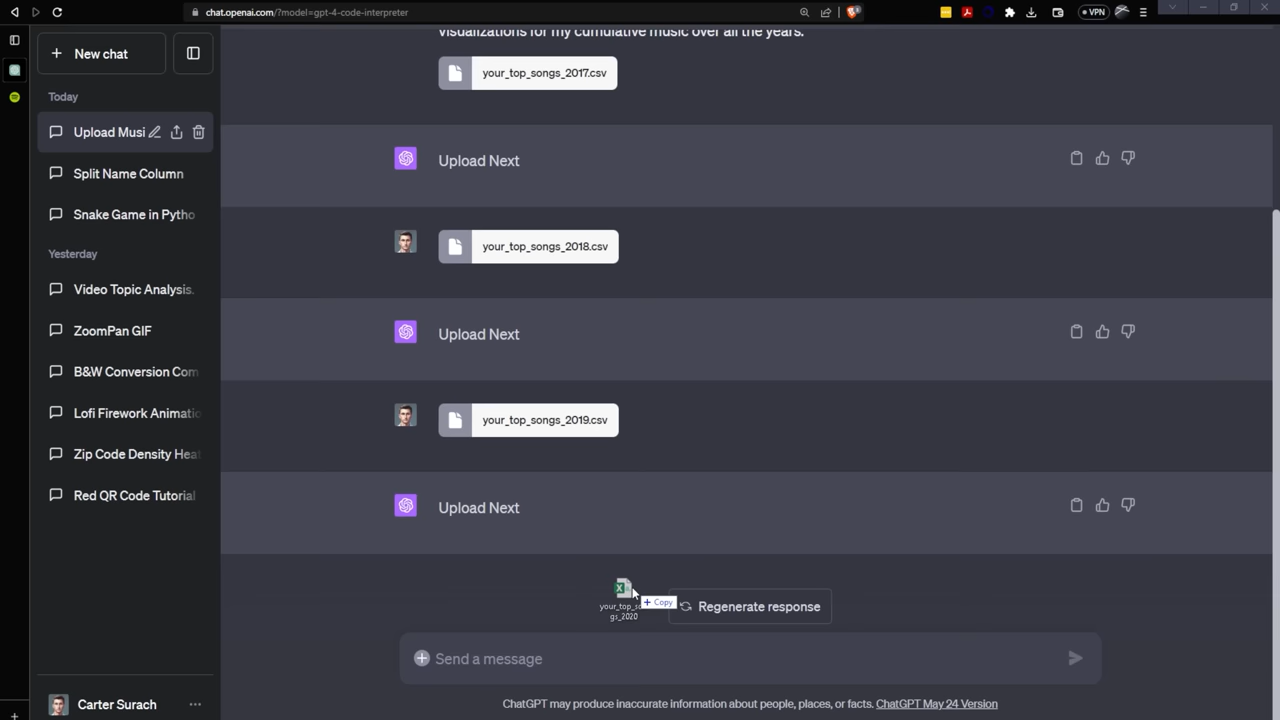 chat.openai.com/?model=gpt-4-code-interpreter
VPN
New chat
Today
Upload Musi
Split Name Column
Snake Game in Pytho
Yesterday
Video Topic Analysis.
ZoomPan GIF
B&W Conversion Com
Lofi Firework Animatio
Zip Code Density Hea
Red QR Code Tutorial
Carter Surach
visualizations for my cumulative music over all the years.
your_top_songs_2017.csv
Upload Next
your_top_songs_2018.csv
Upload Next
your_top_songs_2019.csv
Upload Next
your_top_so
gs_2020
+ Copy
Regenerate response
Send a message
ChatGPT may produce inaccurate information about people, places, or facts. ChatGPT May 24 Version